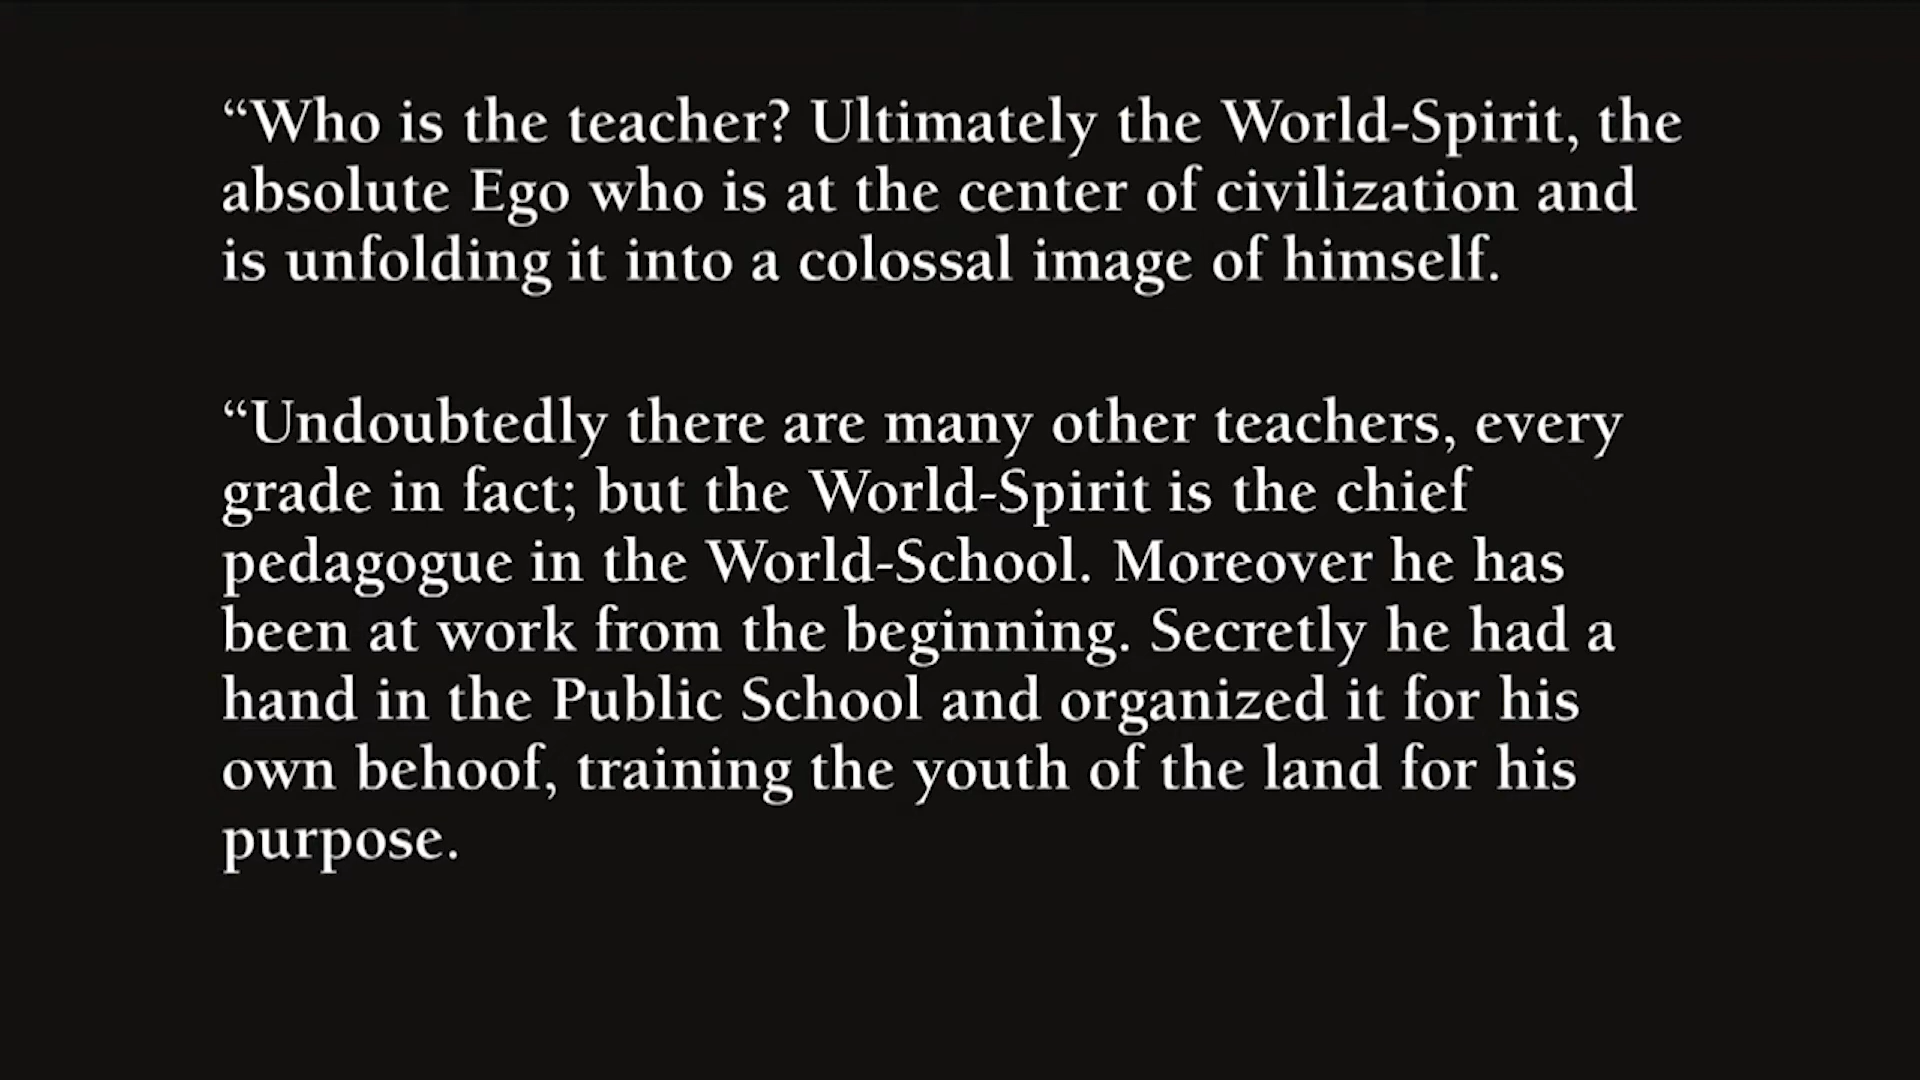 “Who is the teacher? Ultimately the World-Spirit, the
absolute Ego who is at the center of civilization and
is unfolding it into a colossal image of himself.
“Undoubtedly there are many other teachers, every
grade in fact; but the World-Spirit is the chief
pedagogue in the World-School. Moreover he has
been at work from the beginning. Secretly he had a
hand in the Public School and organized it for his
own behoof, training the youth of the land for his
purpose.